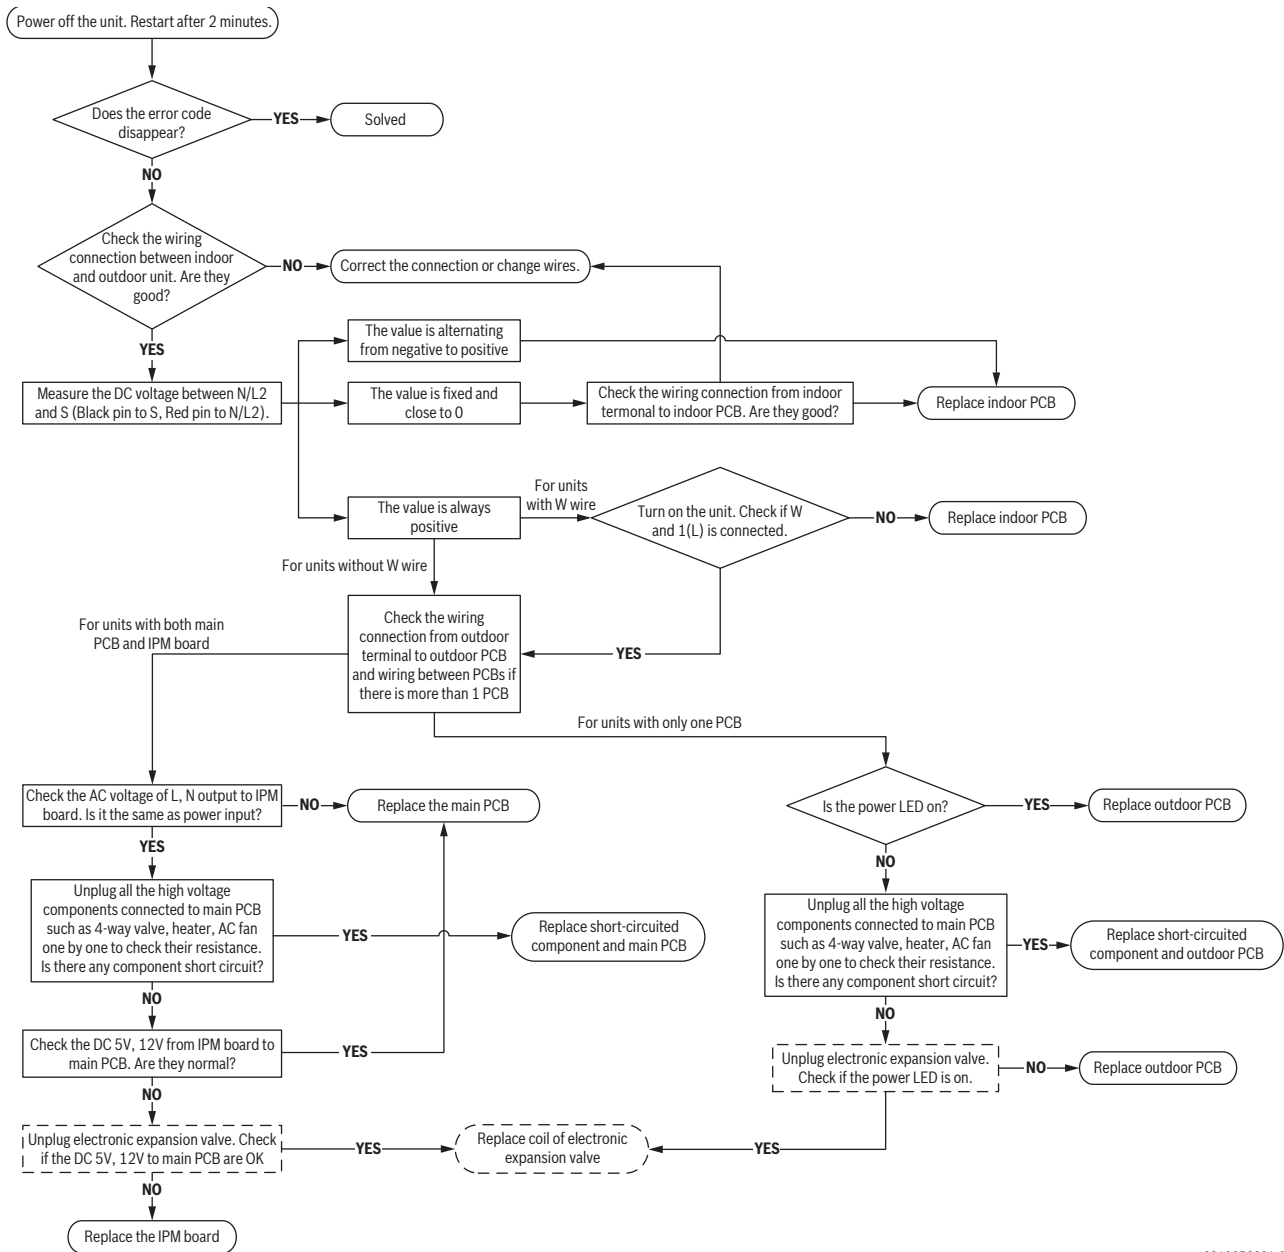 Power off the unit. Restart after 2 minutes.
Does the error code
disappear?
YES
Solved
NO
Check the wiring
connection between indoor
and outdoor unit. Are they
good?
NO
Correct the connection or change wires.
YES
The value is alternating
from negative to positive
Measure the DC voltage between N/L2
and S (Black pin to S, Red pin to N/L2).
The value is fixed and
close to 0
Check the wiring connection from indoor
termonal to indoor PCB. Are they good?
Replace indoor PCB
The value is always
positive
For units
with W wire
Turn on the unit. Check if W
and 1(L) is connected.
NO
Replace indoor PCB
For units without W wire
Check the wiring
connection from outdoor
terminal to outdoor PCB
and wiring between PCBs if
there is more than 1 PCB
YES
For units with both main
PCB and IPM board
For units with only one PCB
Check the AC voltage of L, N output to IPM
board. Is it the same as power input?
NO
Replace the main PCB
Is the power LED on?
YES
Replace outdoor PCB
YES
NO
Unplug all the high voltage
components connected to main PCB
such as 4-way valve, heater, AC fan
one by one to check their resistance.
Is there any component short circuit?
YES
Replace short-circuited
component and main PCB
Unplug all the high voltage
components connected to main PCB
such as 4-way valve, heater, AC fan
one by one to check their resistance.
Is there any component short circuit?
YES
Replace short-circuited
component and outdoor PCB
NO
NO
Check the DC 5V, 12V from IPM board to
main PCB. Are they normal?
YES
Unplug electronic expansion valve.
Check if the power LED is on.
NO
Replace outdoor PCB
NO
Unplug electronic expansion valve. Check
if the DC 5V, 12V to main PCB are OK
YES
Replace coil of electronic
expansion valve
YES
NO
Replace the IPM board